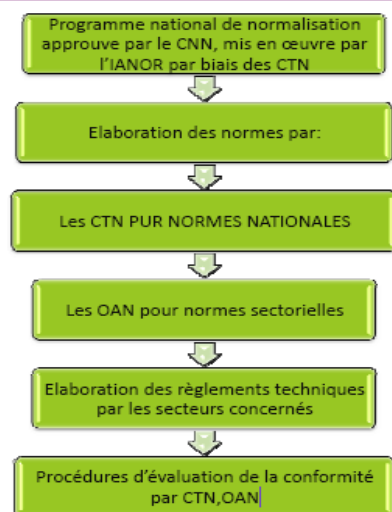 Programme national de normalisation
approuve par le CNN, mis en œuvre par
l'IANOR par biais des CTN
Elaboration des normes par:
Les CTN PUR NORMES NATIONALES
Les OAN pour normes sectorielles
Elaboration des règlements techniques
par les secteurs concernés
Procédures d'évaluation de la conformité
par CTN,OAN